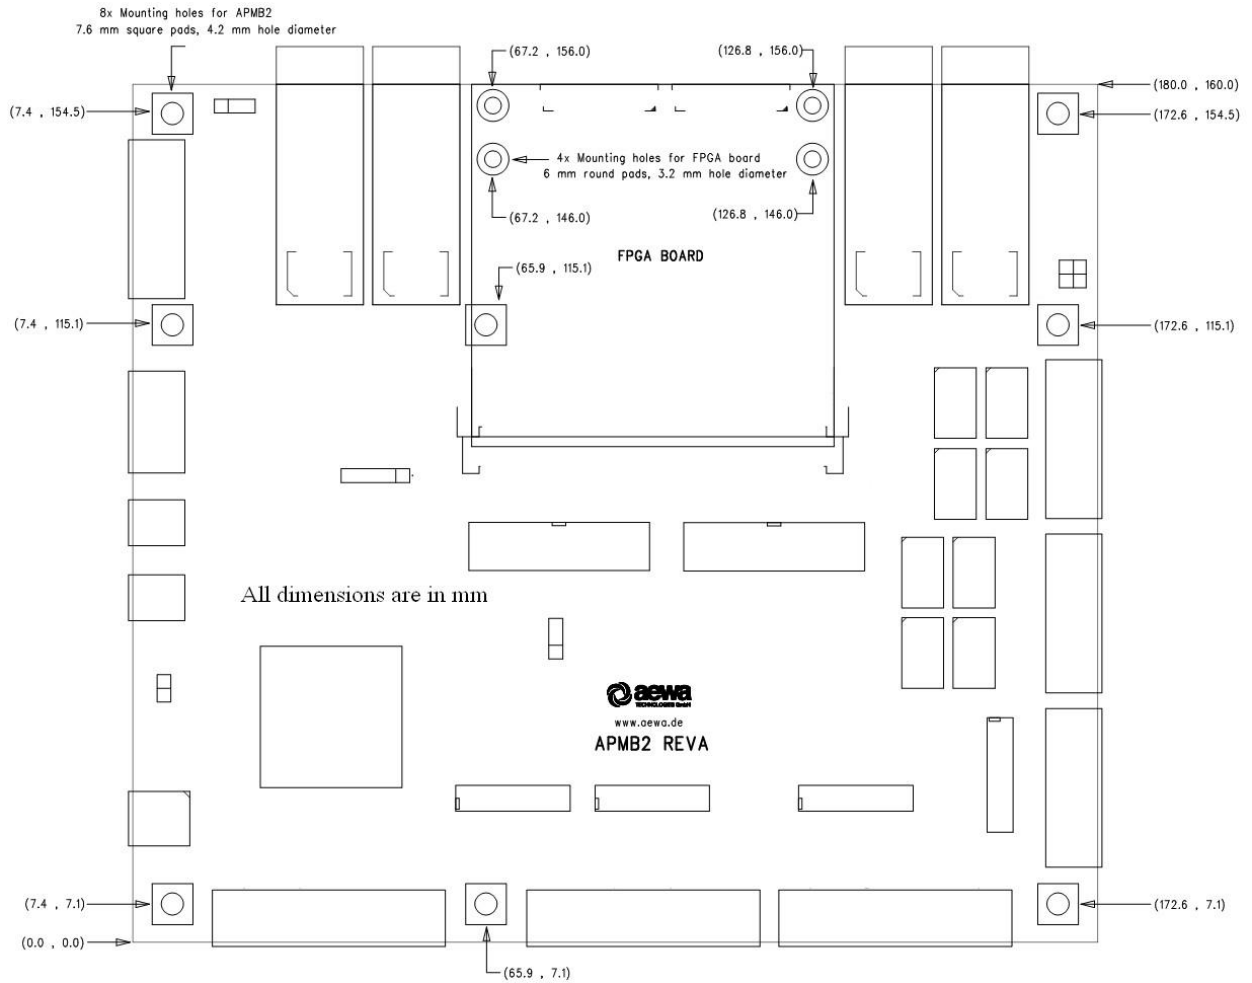 8x Mounting holes for APMB2
7.6 mm square pads, 4.2 mm hole diameter
(67.2 , 156.0)
(126.8 , 156.0)
(180.0 , 160.0)
(7.4 , 154.5)
(172.6 , 154.5)
4x Mounting holes for FPGA board
6 mm round pads, 3.2 mm hole diameter
(67.2 , 146.0)
(126.8 , 146.0)
FPGA BOARD
(65.9 , 115.1)
(7.4 , 115.1)
(172.6 , 115.1)
All dimensions are in mm
aewa
TECHNOLOGIES GmbH
www.aewa.de
APMB2 REVA
(7.4 , 7.1)
(172.6 , 7.1)
(0.0 , 0.0)
(65.9 , 7.1)